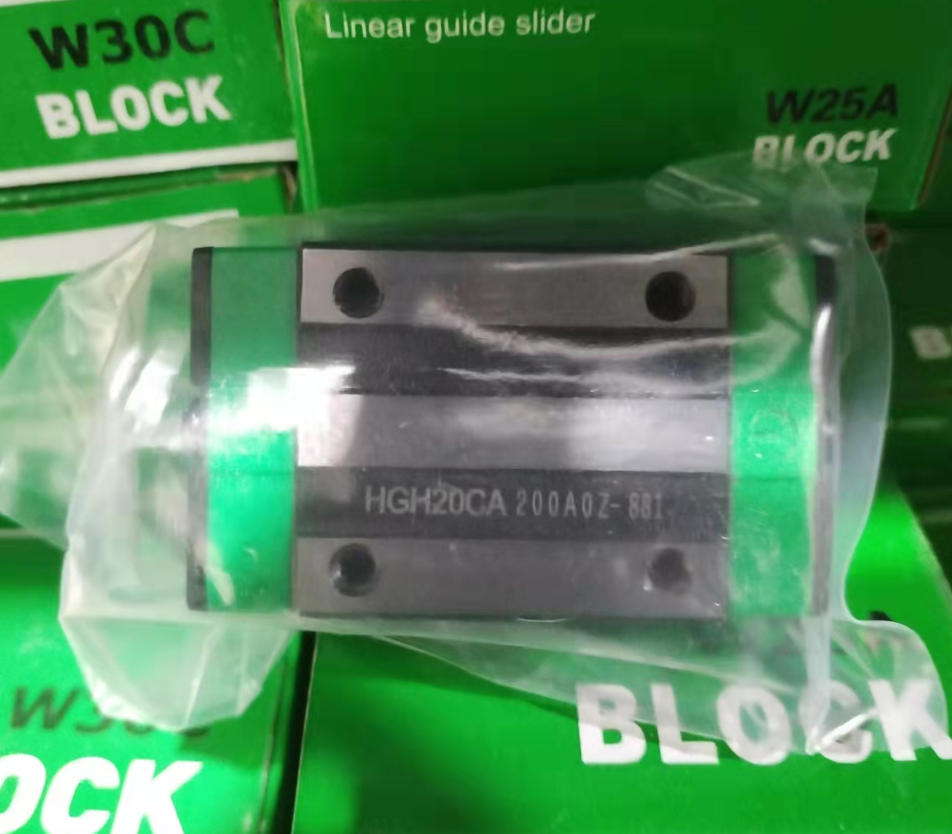 W30C
BLOCK
Linear guide slider
W25A
BLOCK
HGH20CA 200A0Z-881
BLOCK
OCK